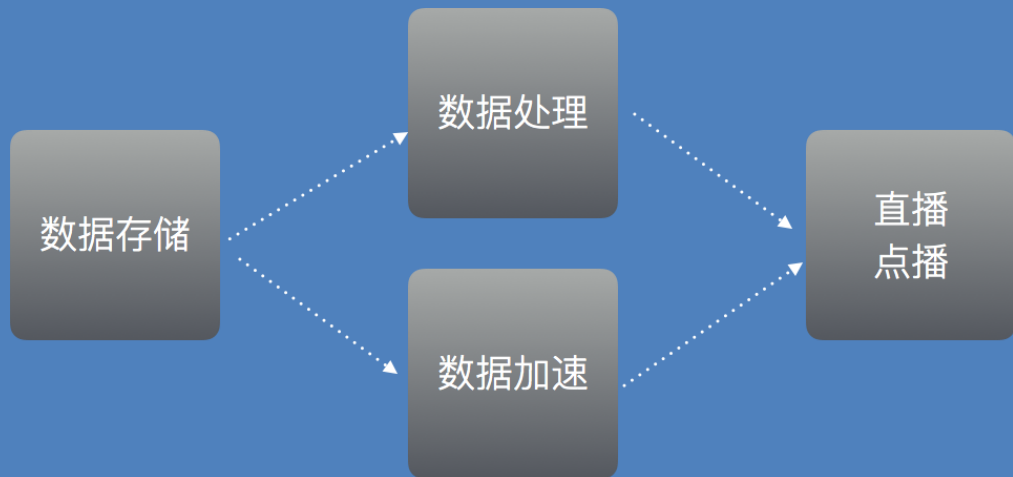 数据处理
数据存储
直播
点播
数据加速